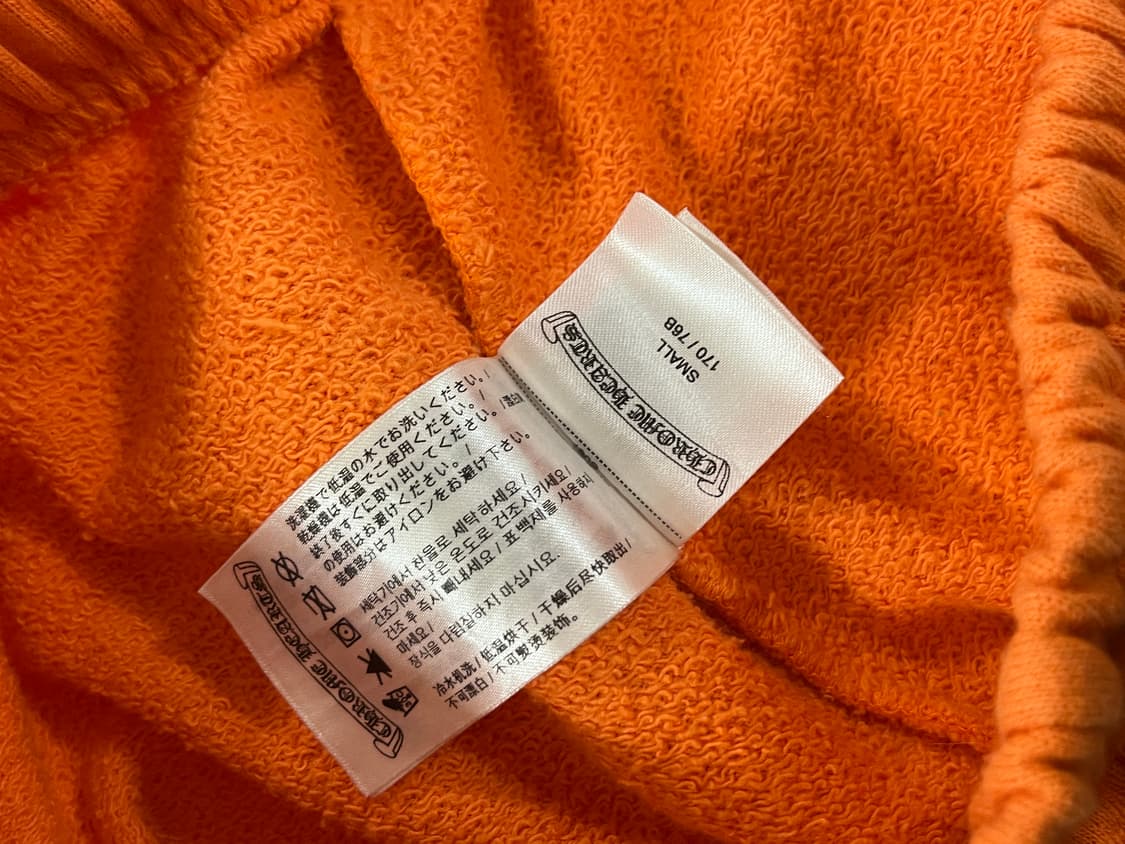 CHROME HEARTS
SMALL
170 / 76B
洗濯機で低温の水でお洗いください。/
乾燥機は低温でご使用ください。/
終了後すぐに取り出してください。/漂白剤
の使用はお避けください。/
装飾部分はアイロンをお避け下さい。
세탁기에서 찬물로 세탁하세요 /
건조기에서 낮은 온도로 건조시키세요/
건조 후 즉시 빼내세요 / 표백제를 사용하지
마세요 /
장식을 다림질하지 마십시요.
冷水机洗 / 低温烘干 / 干燥后尽快取出 /
不可漂白 / 不可熨烫装饰。
CHROME HEARTS